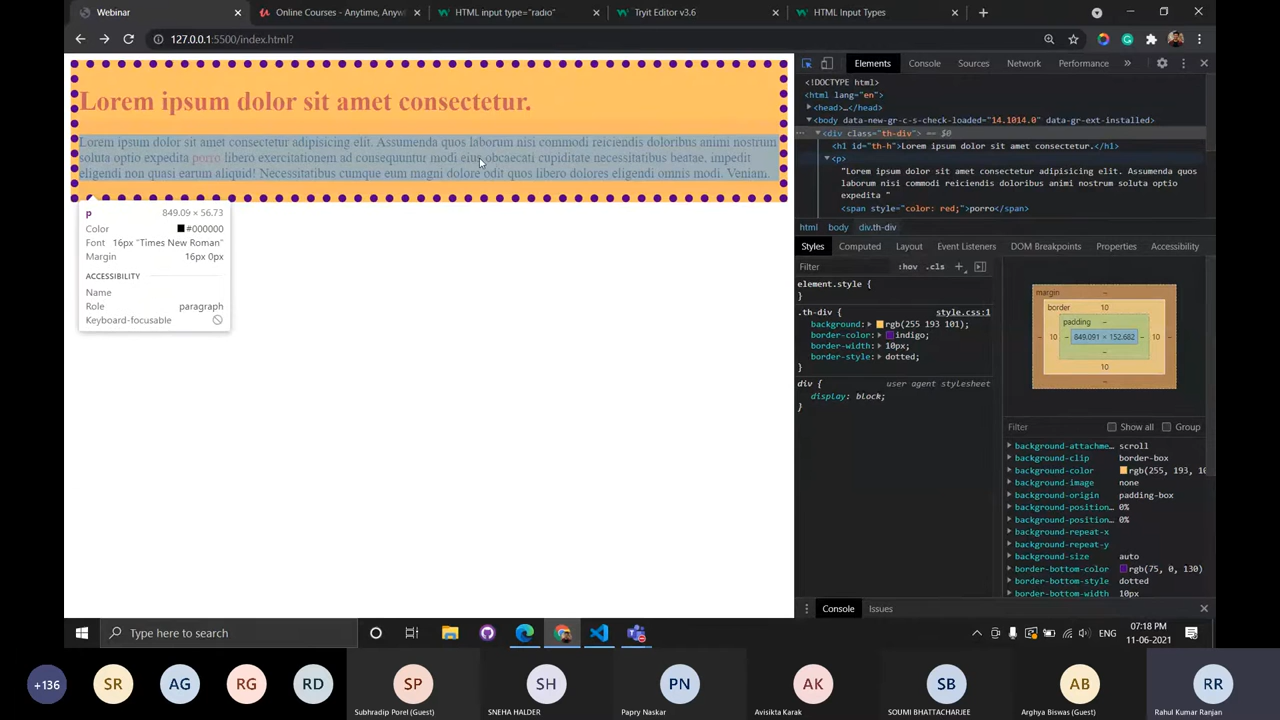 Webinar
Online Courses - Anytime, Anyw
HTML input type="radio"
Tryit Editor v3.6
HTML Input Types
127.0.0.1:5500/index.html?
Lorem ipsum dolor sit amet consectetur.
Lorem ipsum dolor sit amet consectetur adipisicing elit. Assumenda quos laborum nisi commodi reiciendis doloribus animi nostrum
soluta optio expedita porro libero exercitationem ad consequuntur modi eius obcaecati cupiditate necessitatibus beatae, impedit
eligendi non quasi earum aliquid! Necessitatibus cumque eum magni dolore odit quos libero dolores eligendi omnis modi. Veniam.
p 849.09 × 56.73
Color #000000
Font 16px "Times New Roman"
Margin 16px 0px
ACCESSIBILITY
Name
Role paragraph
Keyboard-focusable
Elements Console Sources Network Performance
<!DOCTYPE html>
<html lang="en">
<head>…</head>
<body data-new-gr-c-s-check-loaded="14.1014.0" data-gr-ext-installed>
<div class="th-div"> == $0
<h1 id="th-h">Lorem ipsum dolor sit amet consectetur.</h1>
<p>
"Lorem ipsum dolor sit amet consectetur adipisicing elit. Assumenda quos
laborum nisi commodi reiciendis doloribus animi nostrum soluta optio
expedita "
<span style="color: red;">porro</span>
html body div.th-div
Styles Computed Layout Event Listeners DOM Breakpoints Properties Accessibility
Filter :hov .cls
element.style {
}
.th-div { style.css:1
background: rgb(255 193 101);
border-color: indigo;
border-width: 10px;
border-style: dotted;
}
div { user agent stylesheet
display: block;
}
margin –
border 10
padding –
10 – 849.091 × 152.682 – 10
–
10
–
Filter Show all Group
background-attachme… scroll
background-clip border-box
background-color rgb(255, 193, 10
background-image none
background-origin padding-box
background-position… 0%
background-position… 0%
background-repeat-x
background-repeat-y
background-size auto
border-bottom-color rgb(75, 0, 130)
border-bottom-style dotted
border-bottom-width 10px
Console Issues
Type here to search
ENG
07:18 PM
11-06-2021
+136
SR
AG
RG
RD
SP
Subhradip Porel (Guest)
SH
SNEHA HALDER
PN
Papry Naskar
AK
Avisikta Karak
SB
SOUMI BHATTACHARJEE
AB
Arghya Biswas (Guest)
RR
Rahul Kumar Ranjan